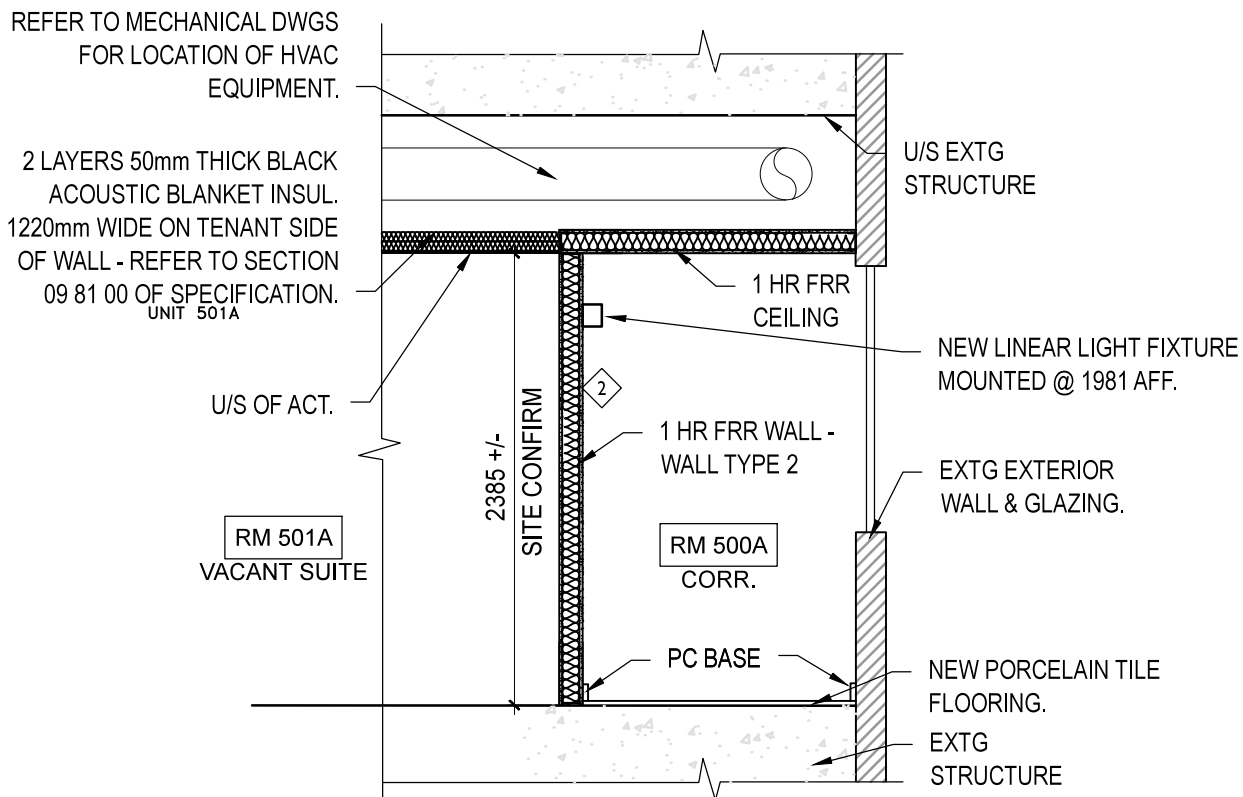 REFER TO MECHANICAL DWGS
FOR LOCATION OF HVAC
EQUIPMENT.
2 LAYERS 50mm THICK BLACK
ACOUSTIC BLANKET INSUL.
1220mm WIDE ON TENANT SIDE
OF WALL - REFER TO SECTION
09 81 00 OF SPECIFICATION.
UNIT 501A
U/S OF ACT.
RM 501A
VACANT SUITE
2385 +/-
SITE CONFIRM
2
1 HR FRR
CEILING
1 HR FRR WALL -
WALL TYPE 2
RM 500A
CORR.
PC BASE
U/S EXTG
STRUCTURE
NEW LINEAR LIGHT FIXTURE
MOUNTED @ 1981 AFF.
EXTG EXTERIOR
WALL & GLAZING.
NEW PORCELAIN TILE
FLOORING.
EXTG
STRUCTURE